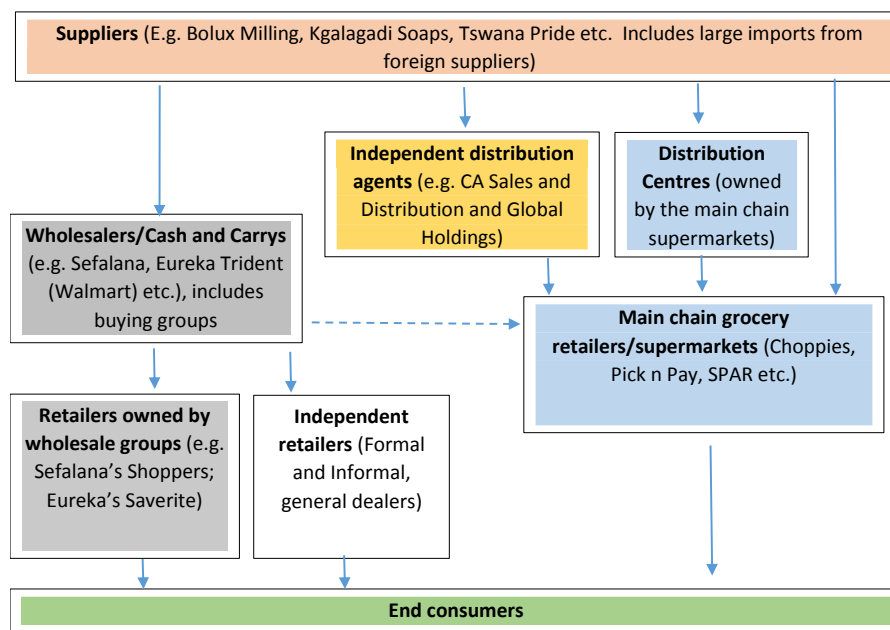 Suppliers (E.g. Bolux Milling, Kgalagadi Soaps, Tswana Pride etc.  Includes large imports from
foreign suppliers)
Independent distribution
agents (e.g. CA Sales and
Distribution and Global
Holdings)
Distribution
Centres (owned
by the main chain
supermarkets)
Wholesalers/Cash and Carrys
(e.g. Sefalana, Eureka Trident
(Walmart) etc.), includes
buying groups
Main chain grocery
retailers/supermarkets (Choppies,
Pick n Pay, SPAR etc.)
Retailers owned by
wholesale groups (e.g.
Sefalana’s Shoppers;
Eureka’s Saverite)
Independent
retailers (Formal
and Informal,
general dealers)
End consumers